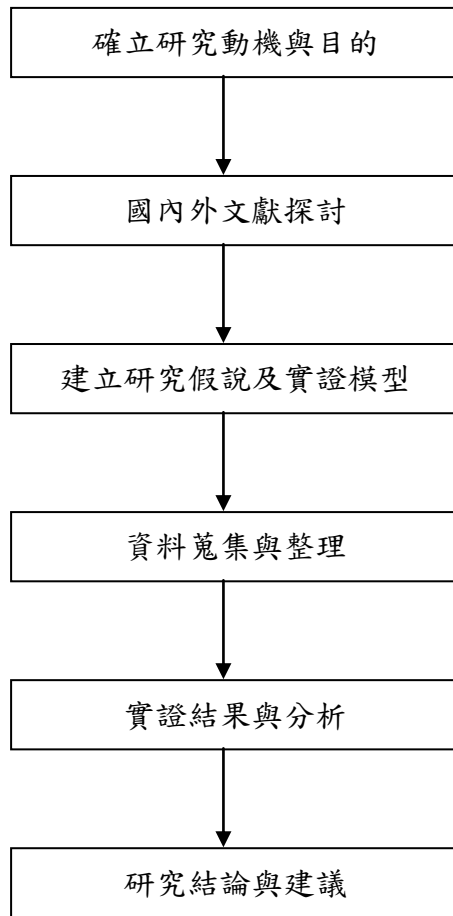 確立研究動機與目的
國內外文獻探討
建立研究假說及實證模型
資料蒐集與整理
實證結果與分析
研究結論與建議